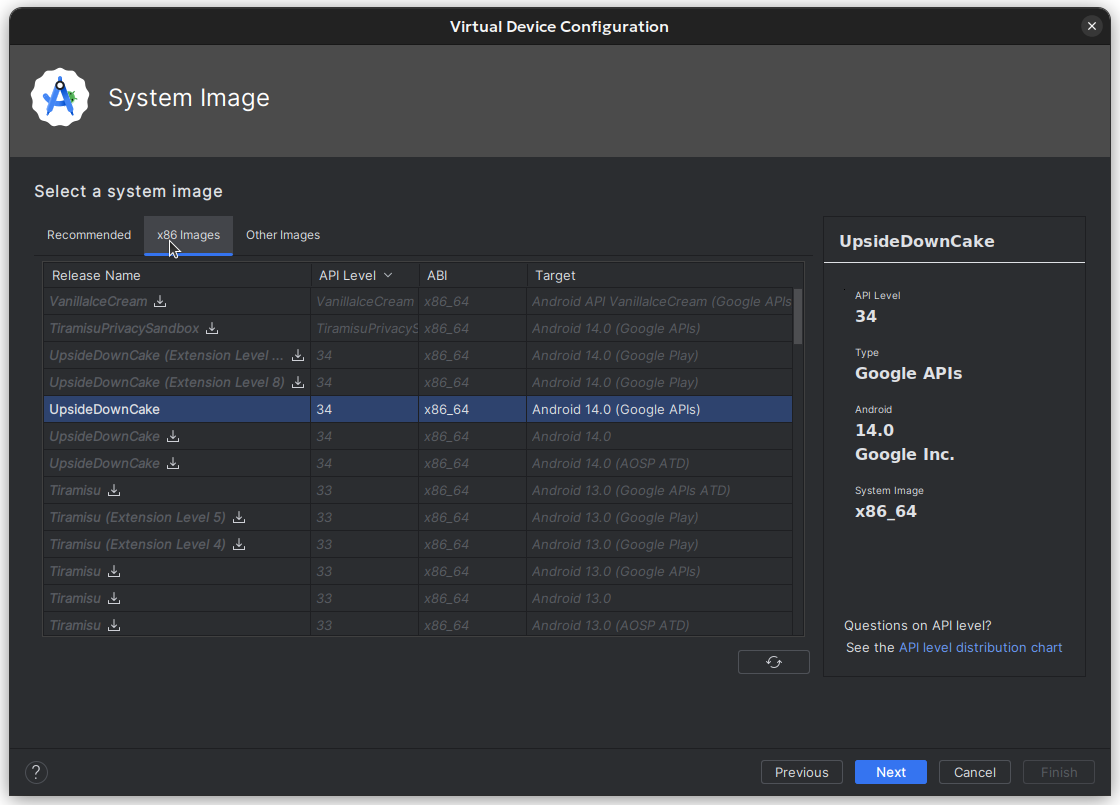 Virtual Device Configuration
System Image
Select a system image
Recommended x86 Images Other Images
Release Name API Level ABI Target
VanillaIceCream VanillaIceCream x86_64 Android API VanillaIceCream (Google APIs
TiramisuPrivacySandbox TiramisuPrivacyS x86_64 Android 14.0 (Google APIs)
UpsideDownCake (Extension Level ... 34 x86_64 Android 14.0 (Google Play)
UpsideDownCake (Extension Level 8) 34 x86_64 Android 14.0 (Google Play)
UpsideDownCake 34 x86_64 Android 14.0 (Google APIs)
UpsideDownCake 34 x86_64 Android 14.0
UpsideDownCake 34 x86_64 Android 14.0 (AOSP ATD)
Tiramisu 33 x86_64 Android 13.0 (Google APIs ATD)
Tiramisu (Extension Level 5) 33 x86_64 Android 13.0 (Google Play)
Tiramisu (Extension Level 4) 33 x86_64 Android 13.0 (Google Play)
Tiramisu 33 x86_64 Android 13.0 (Google APIs)
Tiramisu 33 x86_64 Android 13.0
Tiramisu 33 x86_64 Android 13.0 (AOSP ATD)
UpsideDownCake
API Level
34
Type
Google APIs
Android
14.0
Google Inc.
System Image
x86_64
Questions on API level?
See the API level distribution chart
? Previous Next Cancel Finish